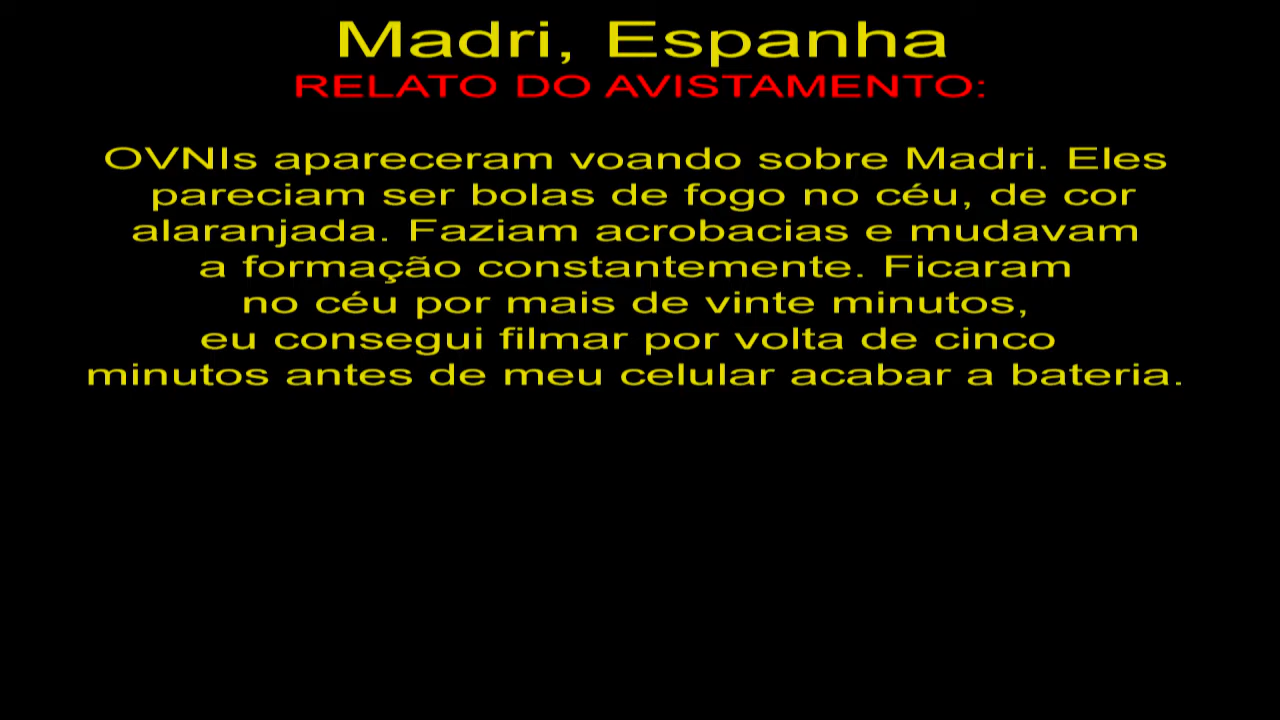 Madri, Espanha
RELATO DO AVISTAMENTO:
OVNIs apareceram voando sobre Madri. Eles
pareciam ser bolas de fogo no céu, de cor
alaranjada. Faziam acrobacias e mudavam
a formação constantemente. Ficaram
no céu por mais de vinte minutos,
eu consegui filmar por volta de cinco
minutos antes de meu celular acabar a bateria.